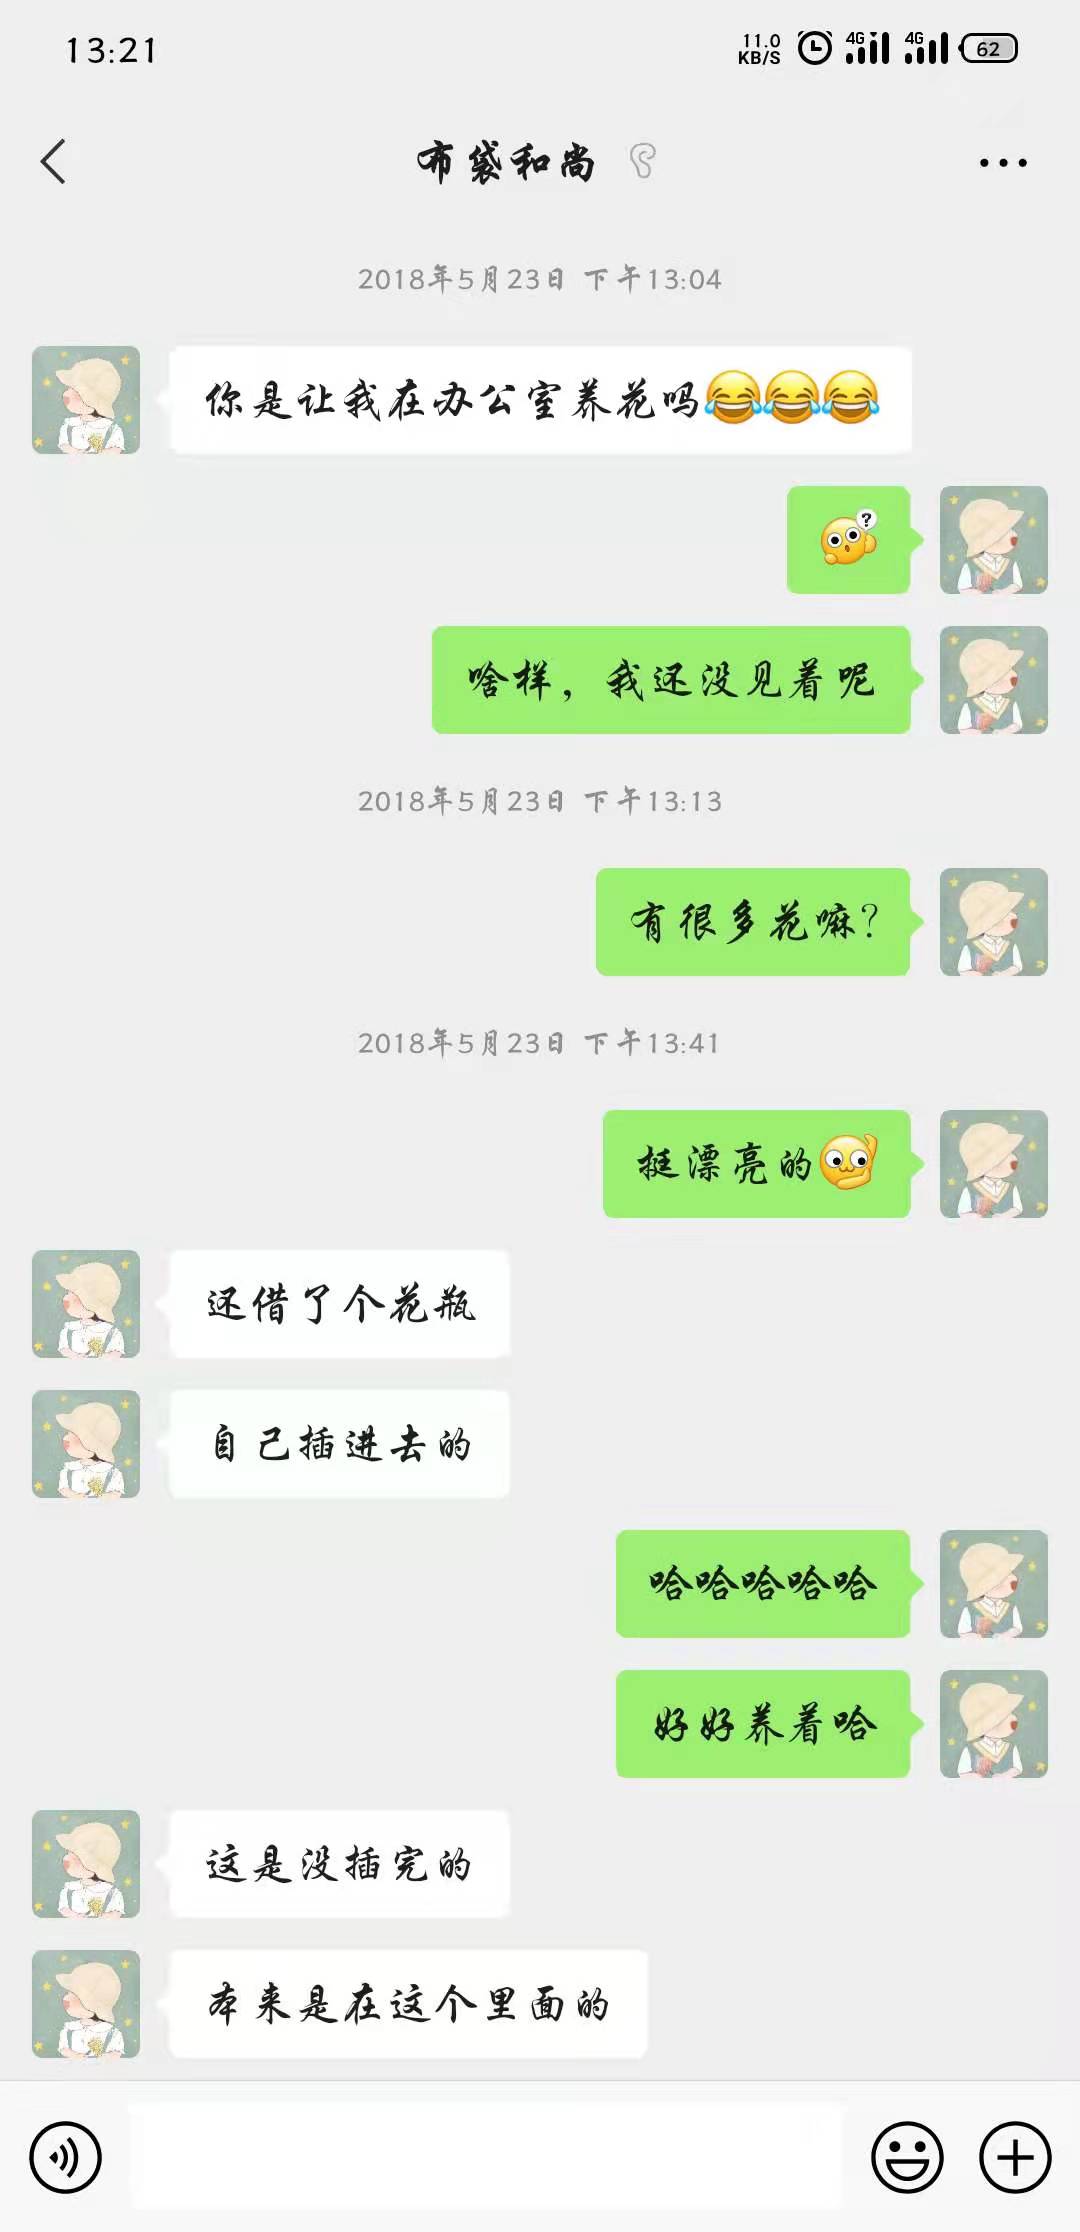 13:21
11.0 KB/S 4G 4G 62
布袋和尚
2018年5月23日 下午13:04
你是让我在办公室养花吗😂😂😂
?
啥样，我还没见着呢
2018年5月23日 下午13:13
有很多花嘛？
2018年5月23日 下午13:41
挺漂亮的
还借了个花瓶
自己插进去的
哈哈哈哈哈
好好养着哈
这是没插完的
本来是在这个里面的